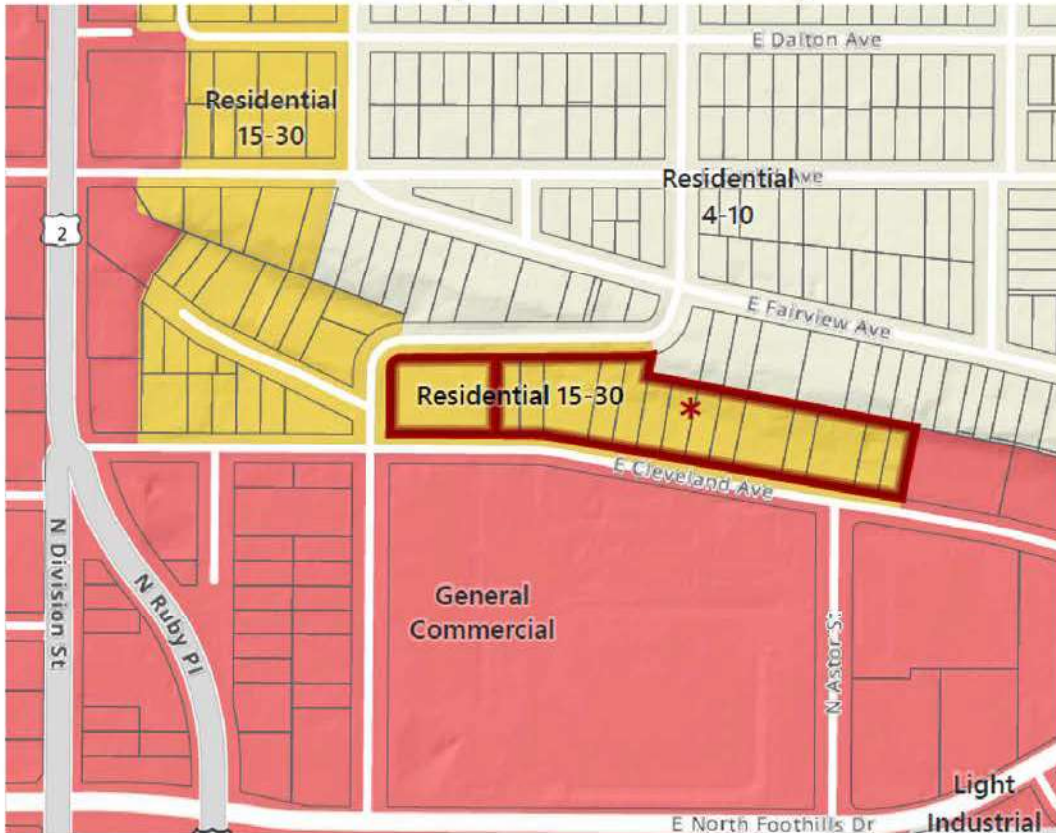 E Dalton Ave
Residential
15-30
Residential
Ave
4-10
2
E Fairview Ave
Residential 15-30
*
E Cleveland Ave
N Division St
N Ruby Pl
General
Commercial
N Astor St
Light
Industrial
E North Foothills Dr